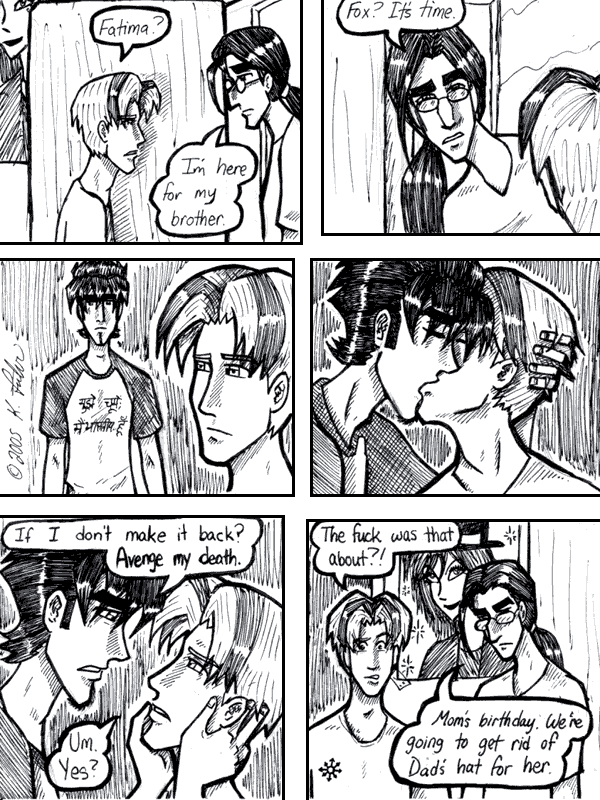 Fatima?
I'm here
for my
brother.
Fox? It's time.
मुझे चूमो
© 2005 K.
If I don't make it back?
Avenge my death.
Um.
Yes?
The fuck was that
about?!
Mom's birthday. We're
going to get rid of
Dad's hat for her.